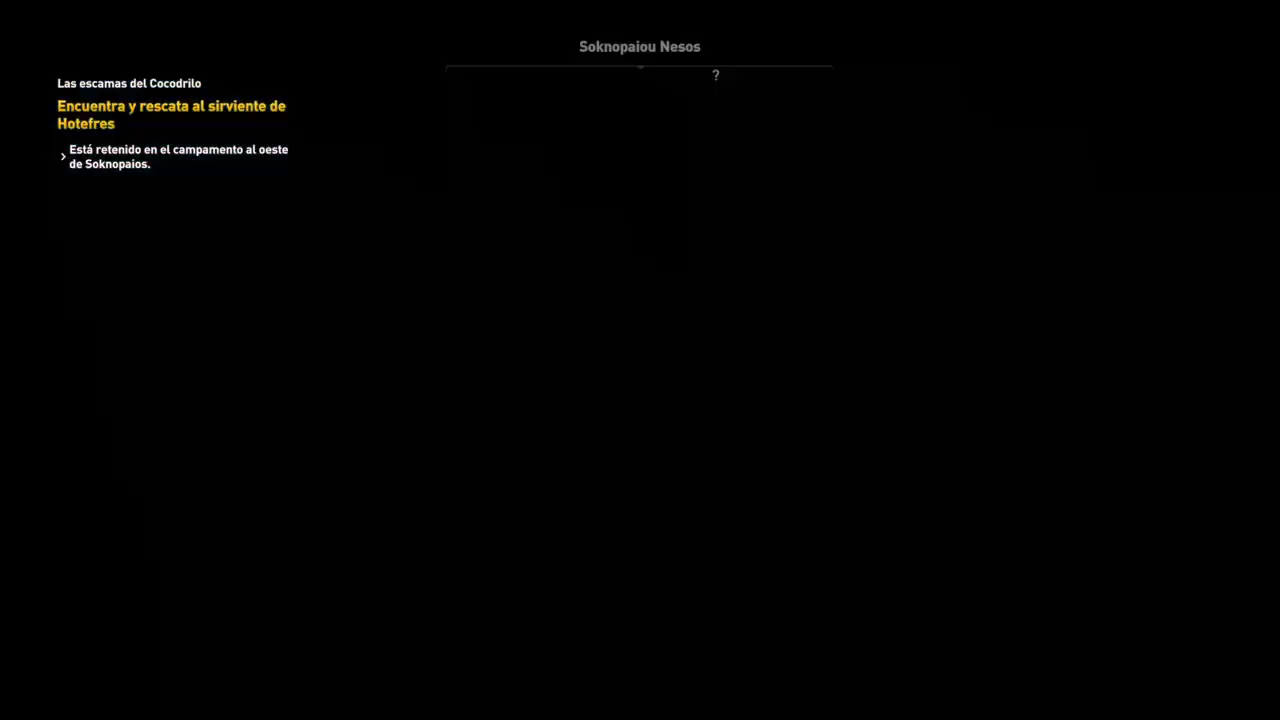 Soknopaiou Nesos
?
Las escamas del Cocodrilo
Encuentra y rescata al sirviente de
Hotefres
Está retenido en el campamento al oeste
de Soknopaios.